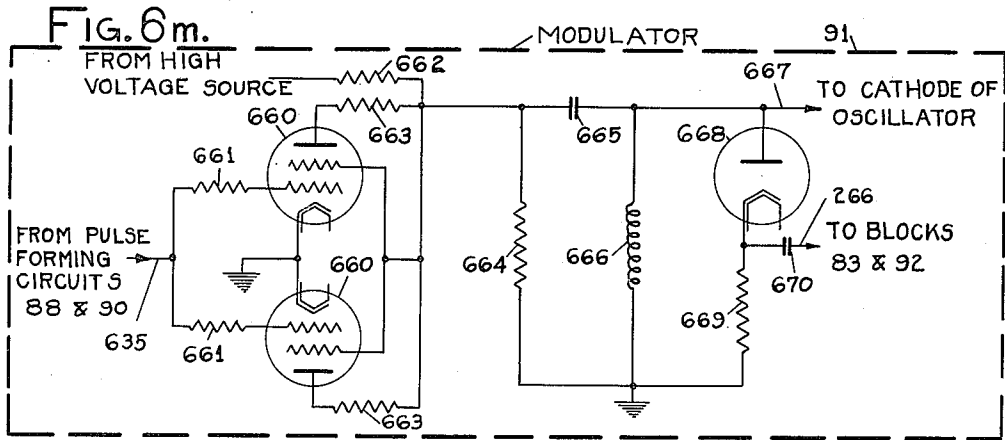 FIG. 6m.
MODULATOR
91
FROM HIGH
VOLTAGE SOURCE
662
663
660
661
667
TO CATHODE OF
OSCILLATOR
665
668
266
TO BLOCKS
83 & 92
670
FROM PULSE
FORMING
CIRCUITS
88 & 90
635
660
661
663
664
666
669